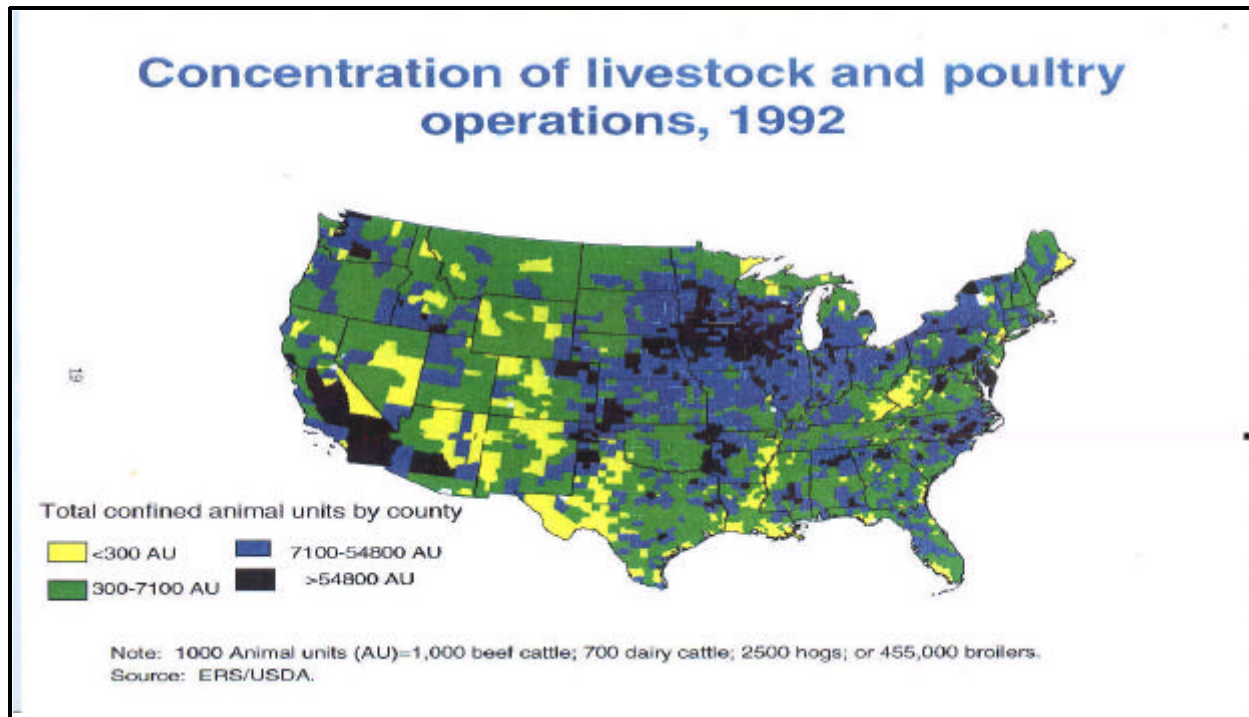 Concentration of livestock and poultry
operations, 1992
19
Total confined animal units by county
<300 AU
7100-54800 AU
300-7100 AU
>54800 AU
Note: 1000 Animal units (AU)=1,000 beef cattle; 700 dairy cattle; 2500 hogs; or 455,000 broilers.
Source: ERS/USDA.